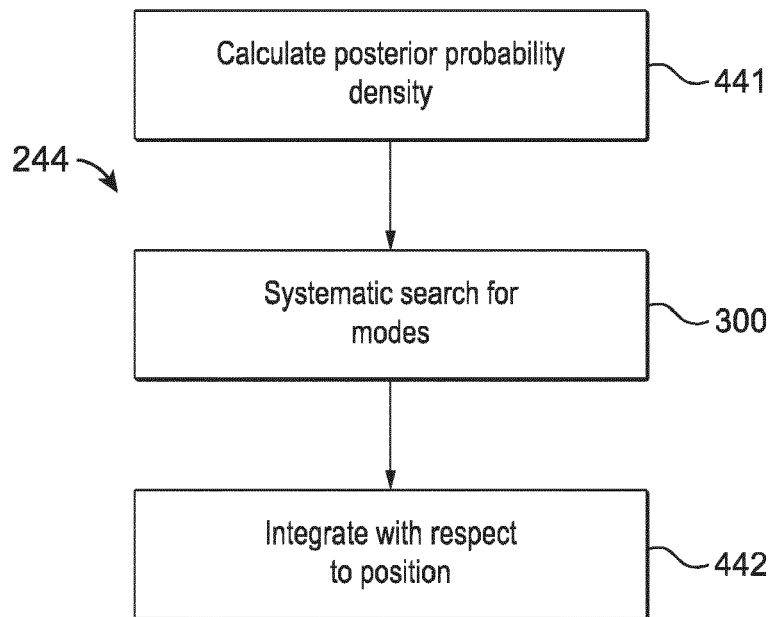 Calculate posterior probability
density
441
244
Systematic search for
modes
300
Integrate with respect
to position
442